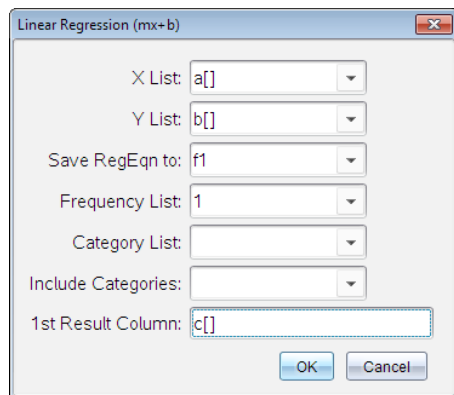 Linear Regression (mx+b)
X List: a[]
Y List: b[]
Save RegEqn to: f1
Frequency List: 1
Category List:
Include Categories:
1st Result Column: c[]
OK Cancel